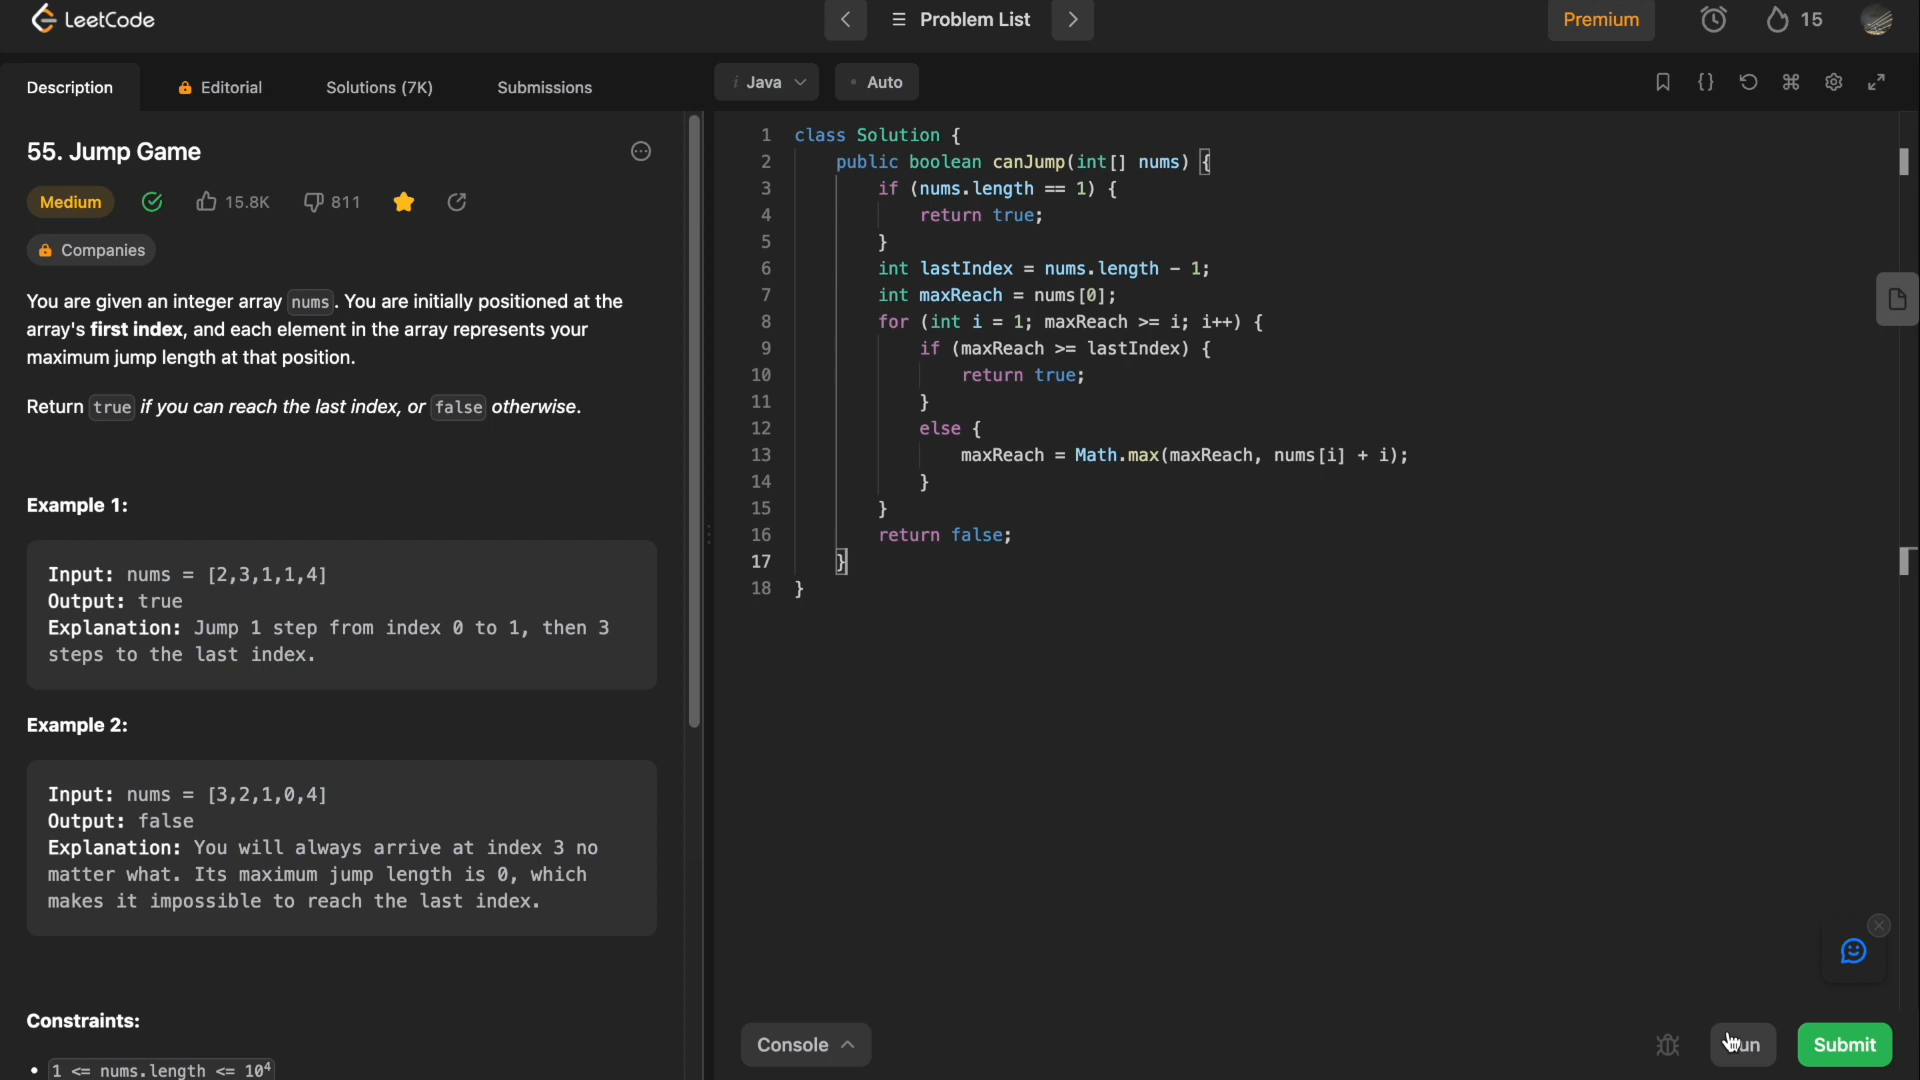 LeetCode
Problem List
Premium
15
Description
Editorial
Solutions (7K)
Submissions
55. Jump Game
Medium
15.8K
811
Companies
You are given an integer array nums. You are initially positioned at the
array's first index, and each element in the array represents your
maximum jump length at that position.
Return true if you can reach the last index, or false otherwise.
Example 1:
Input: nums = [2,3,1,1,4]
Output: true
Explanation: Jump 1 step from index 0 to 1, then 3
steps to the last index.
Example 2:
Input: nums = [3,2,1,0,4]
Output: false
Explanation: You will always arrive at index 3 no
matter what. Its maximum jump length is 0, which
makes it impossible to reach the last index.
Constraints:
• 1 <= nums.length <= 10⁴
i Java
• Auto
{}
1 class Solution {
2 public boolean canJump(int[] nums) {
3 if (nums.length == 1) {
4 return true;
5 }
6 int lastIndex = nums.length - 1;
7 int maxReach = nums[0];
8 for (int i = 1; maxReach >= i; i++) {
9 if (maxReach >= lastIndex) {
10 return true;
11 }
12 else {
13 maxReach = Math.max(maxReach, nums[i] + i);
14 }
15 }
16 return false;
17 }
18 }
Console
Submit